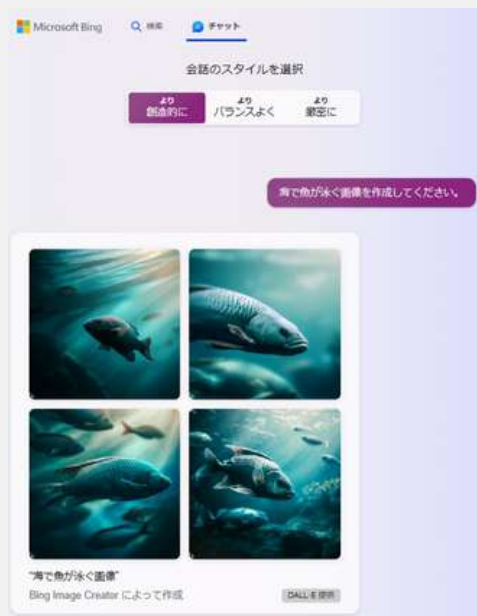 Microsoft Bing
検索
チャット
会話のスタイルを選択
より
創造的に
より
バランスよく
より
厳密に
海で魚が泳ぐ画像を作成してください。
"海で魚が泳ぐ画像"
Bing Image Creator によって作成
DALL·E 提供